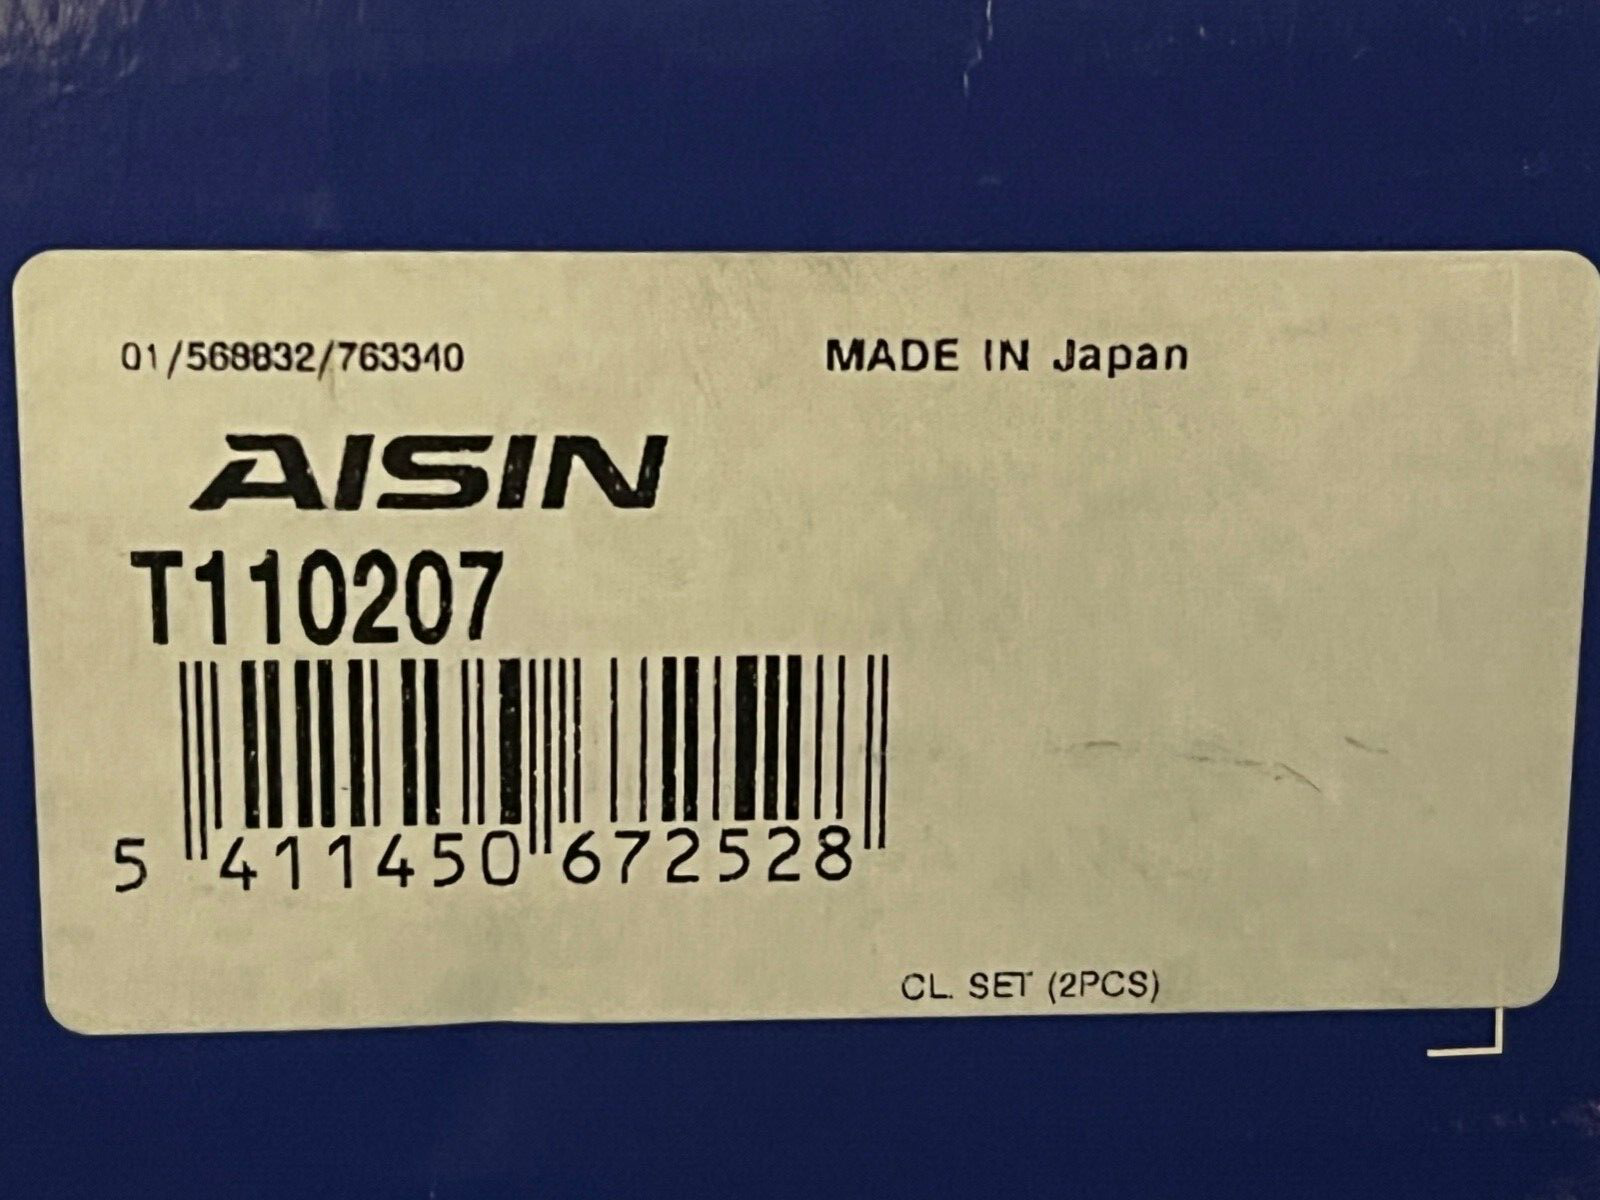 01/568832/763340
MADE IN Japan
AISIN
T110207
5 411450 672528
CL. SET (2PCS)